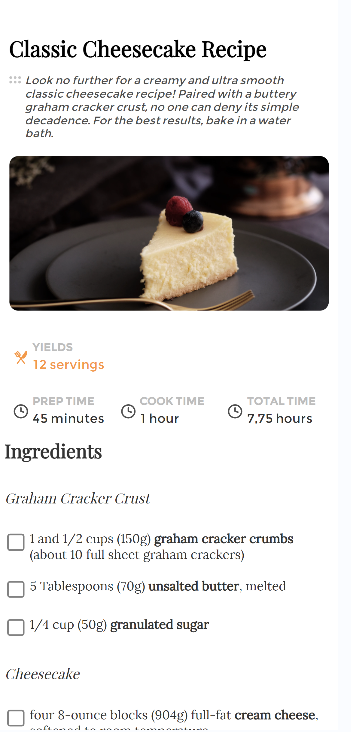 Classic Cheesecake Recipe
Look no further for a creamy and ultra smooth
classic cheesecake recipe! Paired with a buttery
graham cracker crust, no one can deny its simple
decadence. For the best results, bake in a water
bath.
YIELDS
12 servings
PREP TIME
45 minutes
COOK TIME
1 hour
TOTAL TIME
7,75 hours
Ingredients
Graham Cracker Crust
1 and 1/2 cups (150g) graham cracker crumbs
(about 10 full sheet graham crackers)
5 Tablespoons (70g) unsalted butter, melted
1/4 cup (50g) granulated sugar
Cheesecake
four 8-ounce blocks (904g) full-fat cream cheese,
softened to room temperature